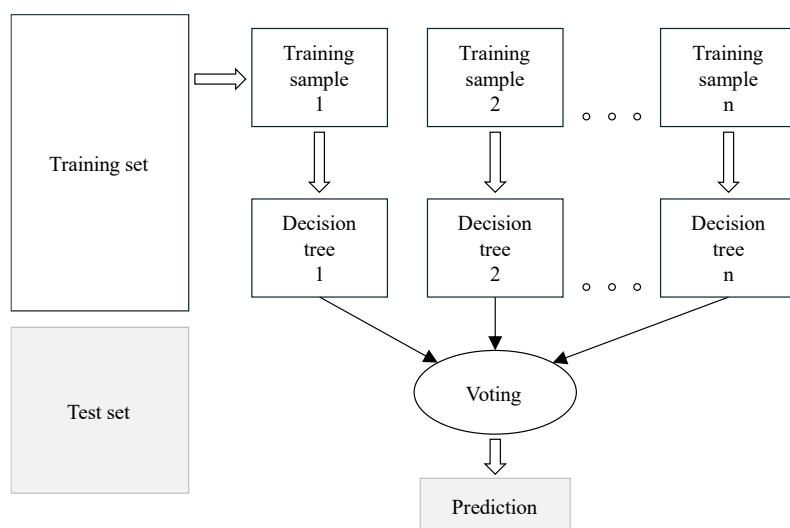 Training set
Training
sample
1
Training
sample
2
Training
sample
n
Decision
tree
1
Decision
tree
2
Decision
tree
n
Test set
Voting
Prediction